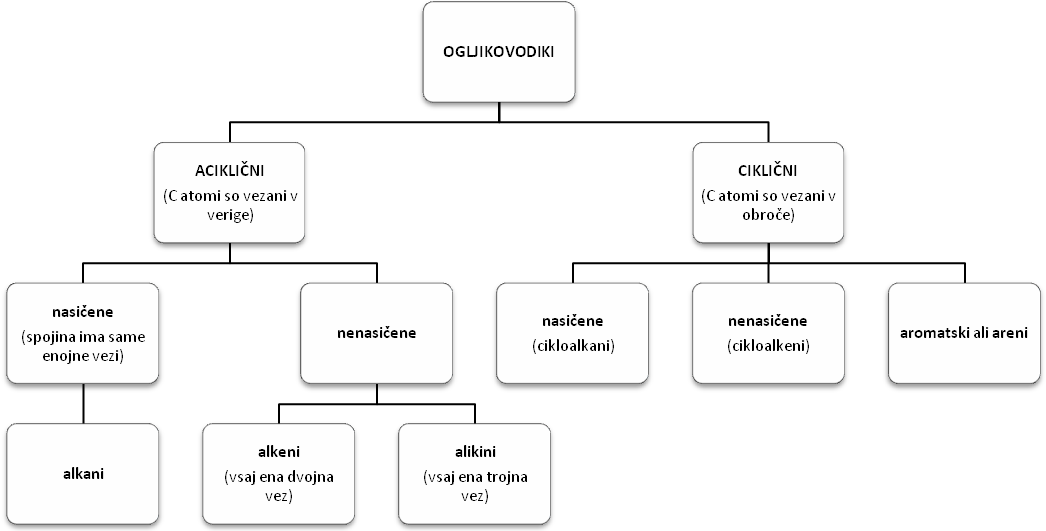 OGLJIKOVODIKI
ACIKLIČNI
(C atomi so vezani v
verige)
CIKLIČNI
(C atomi so vezani v
obroče)
nasičene
(spojina ima same
enojne vezi)
nenasičene
nasičene
(cikloalkani)
nenasičene
(cikloalkeni)
aromatski ali areni
alkani
alkeni
(vsaj ena dvojna
vez)
alikini
(vsaj ena trojna
vez)